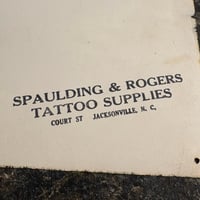 SPAULDING & ROGERS
TATTOO SUPPLIES
COURT ST JACKSONVILLE, N. C.